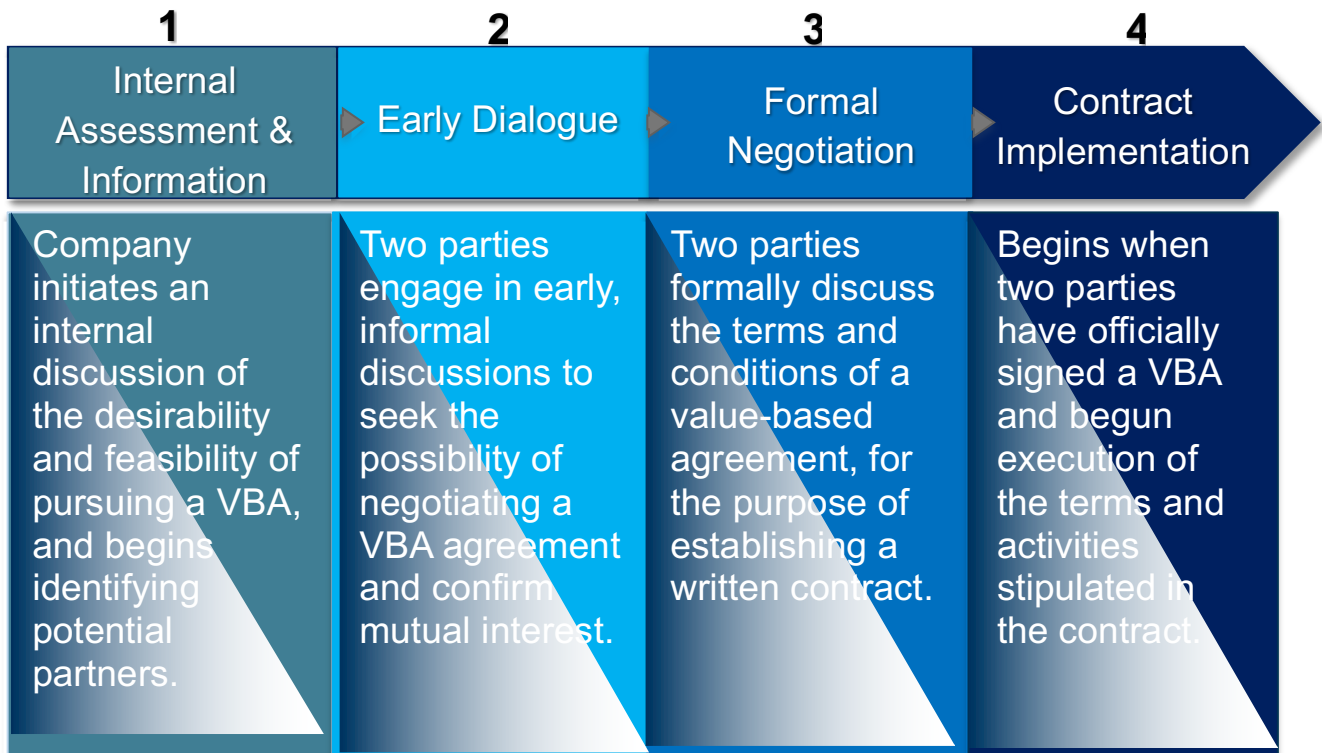 1
Internal
Assessment &
Information
2
Early Dialogue
3
Formal
Negotiation
4
Contract
Implementation
Company
initiates an
internal
discussion of
the desirability
and feasibility of
pursuing a VBA,
and begins
identifying
potential
partners.
Two parties
engage in early,
informal
discussions to
seek the
possibility of
negotiating a
VBA agreement
and confirm
mutual interest.
Two parties
formally discuss
the terms and
conditions of a
value-based
agreement, for
the purpose of
establishing a
written contract.
Begins when
two parties
have officially
signed a VBA
and begun
execution of
the terms and
activities
stipulated in
the contract.